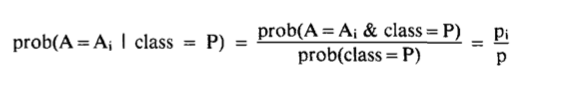 prob(A = Aᵢ | class = P) = prob(A = Aᵢ & class = P) / prob(class = P) = pᵢ / p